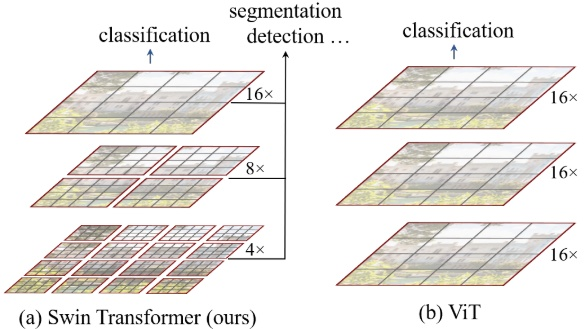 classification
segmentation
detection ...
classification
16×
8×
4×
16×
16×
16×
(a) Swin Transformer (ours)
(b) ViT